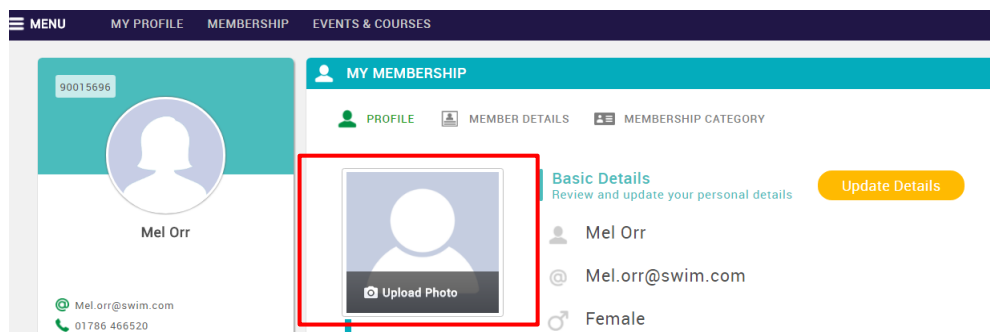 MENU MY PROFILE MEMBERSHIP EVENTS & COURSES
90015696
Mel Orr
@ Mel.orr@swim.com
01786 466520
MY MEMBERSHIP
PROFILE MEMBER DETAILS MEMBERSHIP CATEGORY
Upload Photo
Basic Details
Review and update your personal details
Update Details
Mel Orr
@ Mel.orr@swim.com
Female